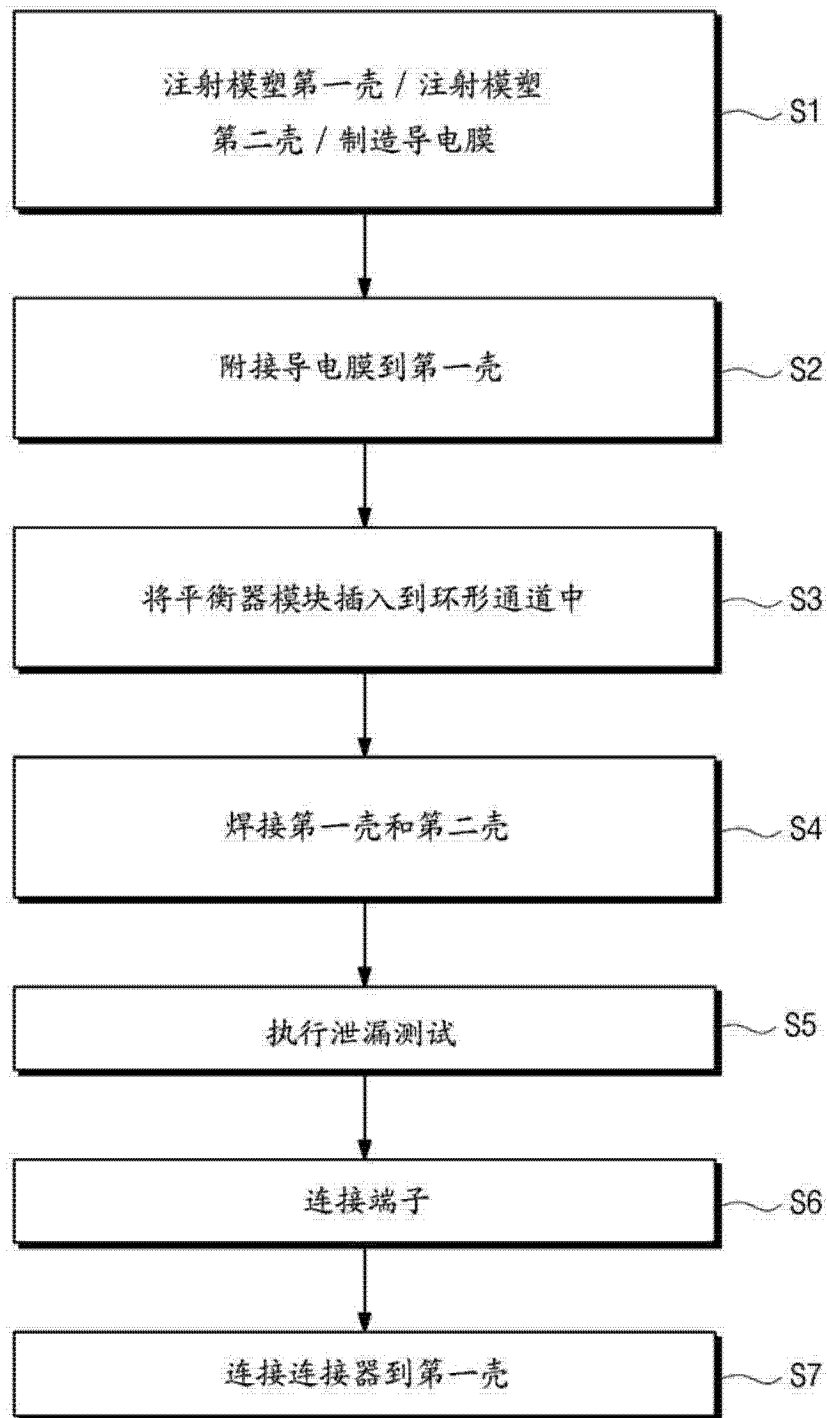 注射模塑第一壳 / 注射模塑
第二壳 / 制造导电膜
S1
附接导电膜到第一壳
S2
将平衡器模块插入到环形通道中
S3
焊接第一壳和第二壳
S4
执行泄漏测试
S5
连接端子
S6
连接连接器到第一壳
S7